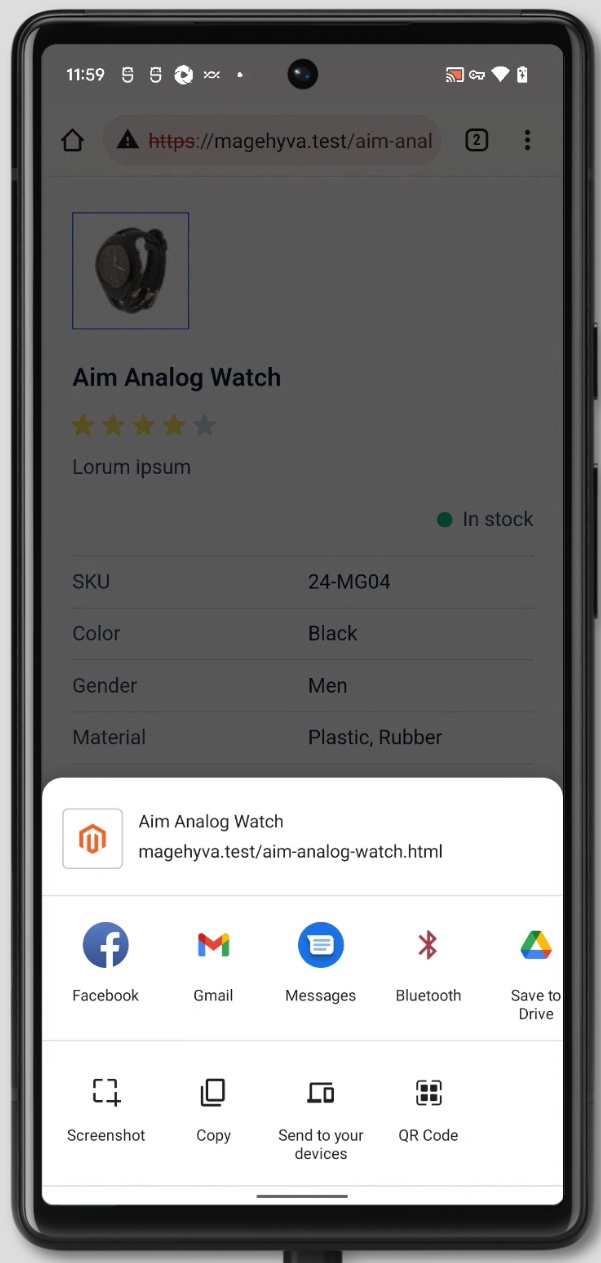 11:59
https://magehyva.test/aim-anal
2
Aim Analog Watch
Lorum ipsum
In stock
SKU 24-MG04
Color Black
Gender Men
Material Plastic, Rubber
Aim Analog Watch
magehyva.test/aim-analog-watch.html
Facebook Gmail Messages Bluetooth Save to
Drive
Screenshot Copy Send to your QR Code
devices